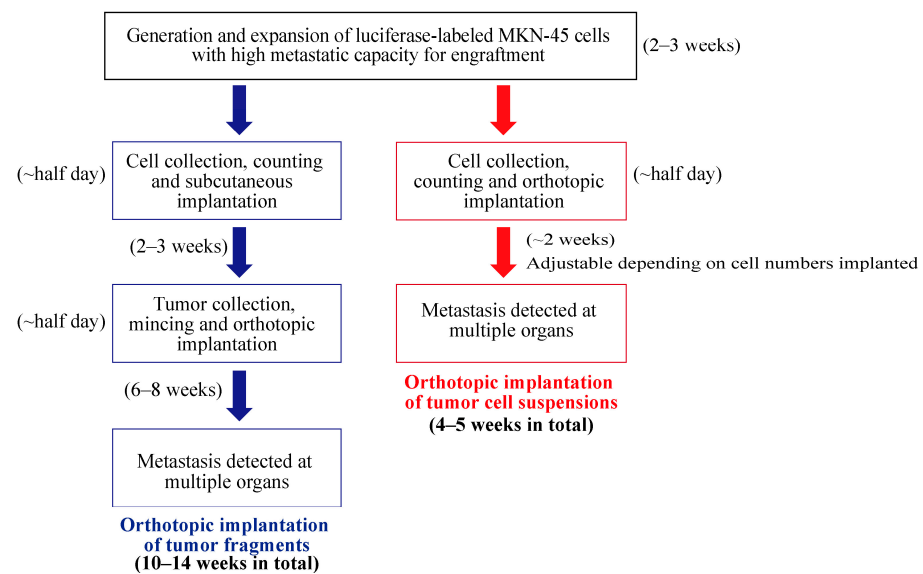 Generation and expansion of luciferase-labeled MKN-45 cells
with high metastatic capacity for engraftment
(2–3 weeks)
(~half day)
Cell collection, counting
and subcutaneous
implantation
(2–3 weeks)
(~half day)
Tumor collection,
mincing and orthotopic
implantation
(6–8 weeks)
Metastasis detected at
multiple organs
Orthotopic implantation
of tumor fragments
(10–14 weeks in total)
Cell collection,
counting and orthotopic
implantation
(~half day)
(~2 weeks)
Adjustable depending on cell numbers implanted
Metastasis detected at
multiple organs
Orthotopic implantation
of tumor cell suspensions
(4–5 weeks in total)